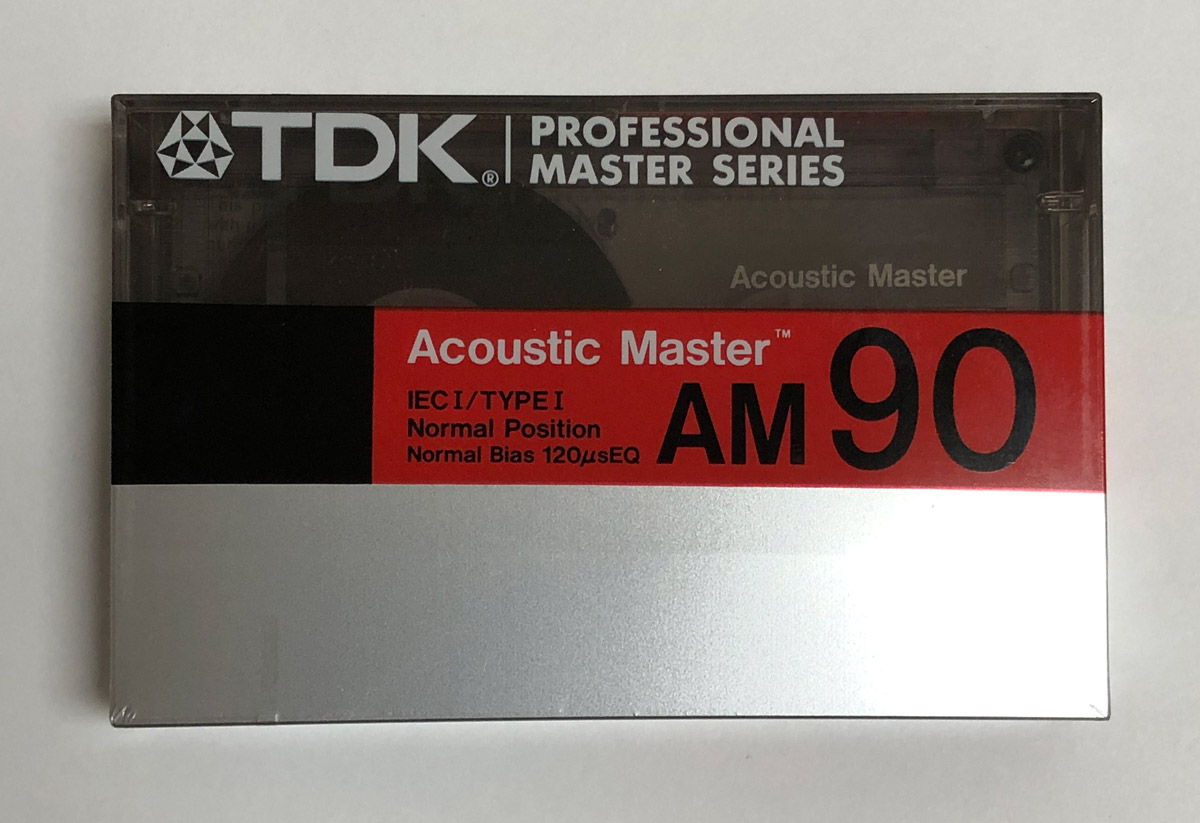 TDK® PROFESSIONAL
MASTER SERIES
Acoustic Master
Acoustic Master™
IEC I/TYPE I
Normal Position
Normal Bias 120µsEQ
AM 90